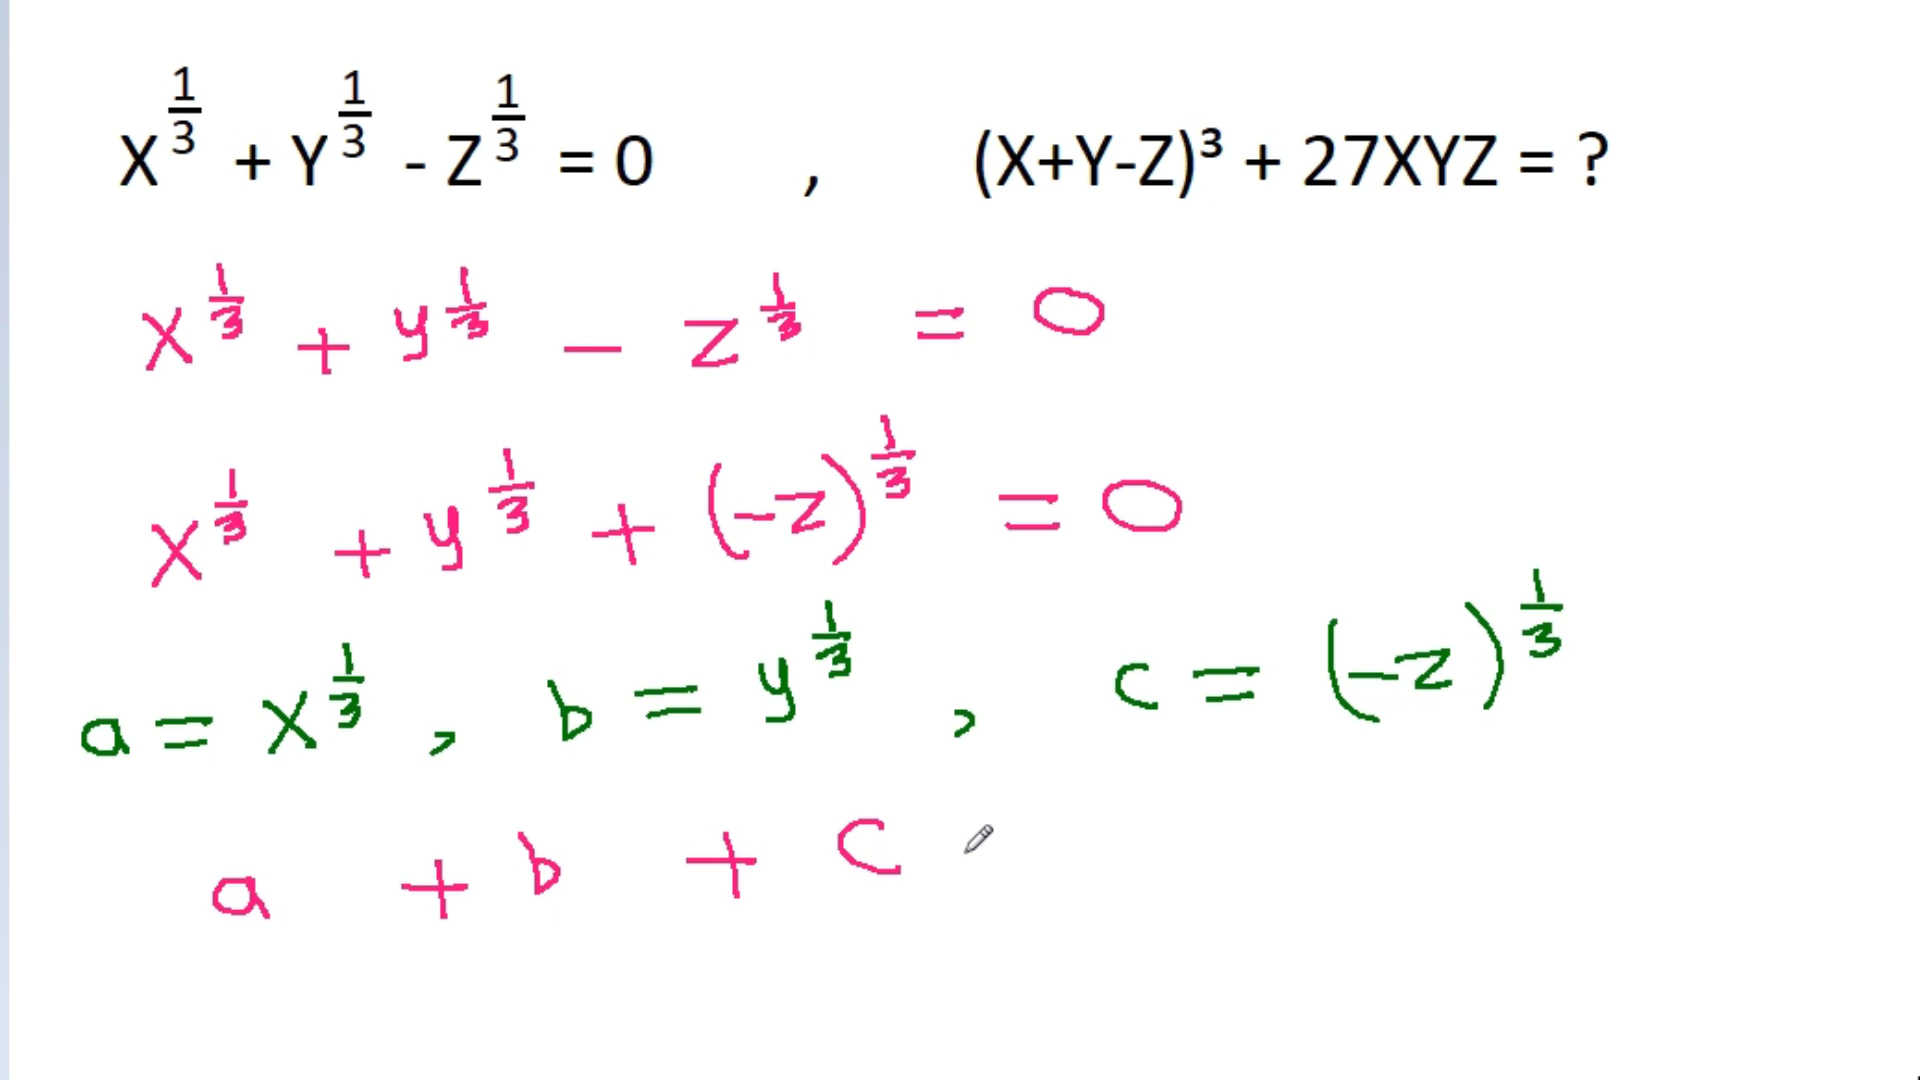 X^{1/3} + Y^{1/3} - Z^{1/3} = 0 , (X+Y-Z)³ + 27XYZ = ?
x^{1/3} + y^{1/3} - z^{1/3} = 0
x^{1/3} + y^{1/3} + (-z)^{1/3} = 0
a = x^{1/3} , b = y^{1/3} , c = (-z)^{1/3}
a + b + c